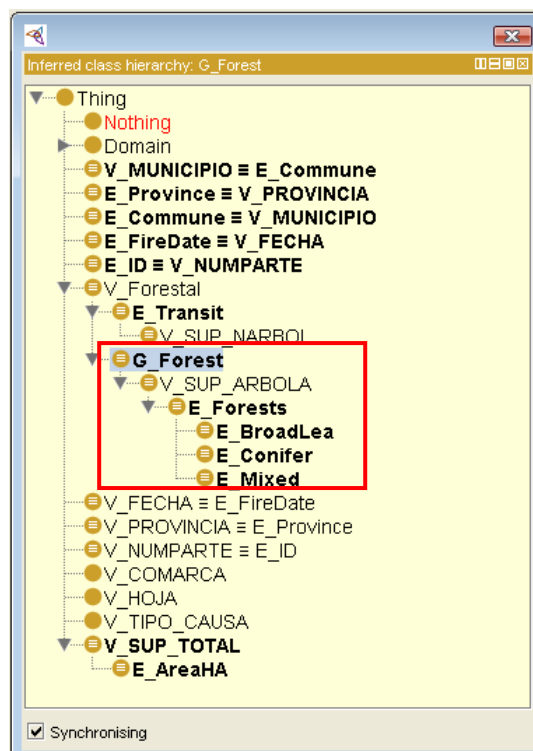 Inferred class hierarchy: G_Forest
Thing
Nothing
Domain
V_MUNICIPIO ≡ E_Commune
E_Province ≡ V_PROVINCIA
E_Commune ≡ V_MUNICIPIO
E_FireDate ≡ V_FECHA
E_ID ≡ V_NUMPARTE
V_Forestal
E_Transit
V_SUP_NARBOL
G_Forest
V_SUP_ARBOLA
E_Forests
E_BroadLea
E_Conifer
E_Mixed
V_FECHA ≡ E_FireDate
V_PROVINCIA ≡ E_Province
V_NUMPARTE ≡ E_ID
V_COMARCA
V_HOJA
V_TIPO_CAUSA
V_SUP_TOTAL
E_AreaHA
Synchronising